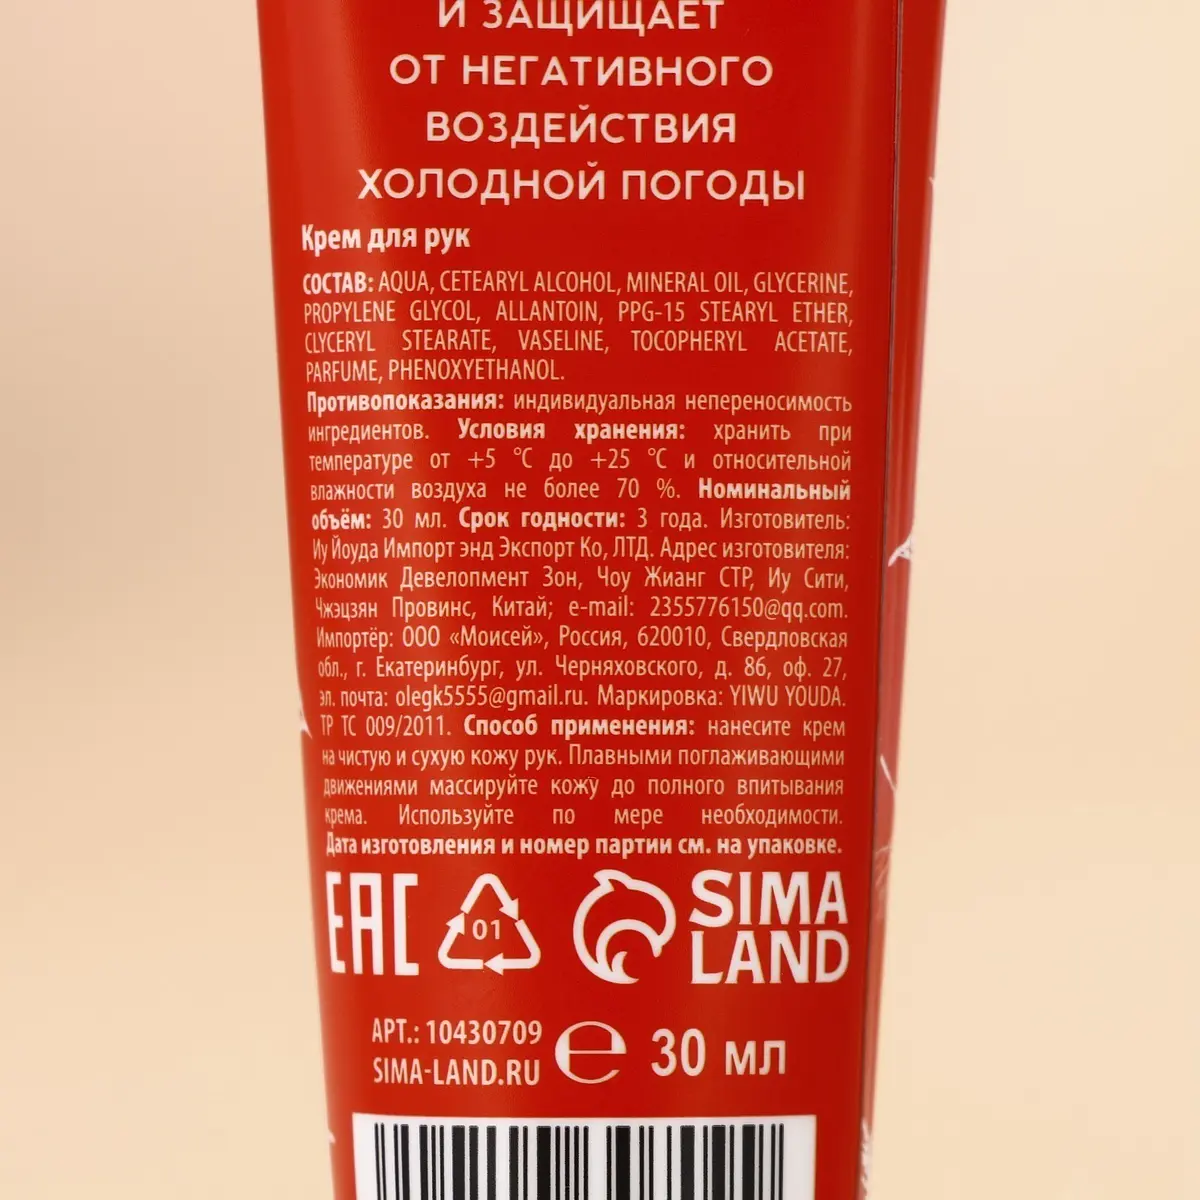 И ЗАЩИЩАЕТ
ОТ НЕГАТИВНОГО
ВОЗДЕЙСТВИЯ
ХОЛОДНОЙ ПОГОДЫ
Крем для рук
СОСТАВ: AQUA, CETEARYL ALCOHOL, MINERAL OIL, GLYCERINE,
PROPYLENE GLYCOL, ALLANTOIN, PPG-15 STEARYL ETHER,
GLYCERYL STEARATE, VASELINE, TOCOPHERYL ACETATE,
PARFUME, PHENOXYETHANOL.
Противопоказания: индивидуальная непереносимость
ингредиентов. Условия хранения: хранить при
температуре от +5 °C до +25 °C и относительной
влажности воздуха не более 70 %. Номинальный
объём: 30 мл. Срок годности: 3 года. Изготовитель:
Иу Йоуда Импорт энд Экспорт Ко, ЛТД. Адрес изготовителя:
Экономик Девелопмент Зон, Чоу Жианг СТР, Иу Сити,
Чжэцзян Провинс, Китай; e-mail: 2355776150@qq.com.
Импортёр: ООО «Моисей», Россия, 620010, Свердловская
обл., г. Екатеринбург, ул. Черняховского, д. 86, оф. 27,
эл. почта: olegk5555@gmail.ru. Маркировка: YIWU YOUDA.
ТР ТС 009/2011. Способ применения: нанесите крем
на чистую и сухую кожу рук. Плавными поглаживающими
движениями массируйте кожу до полного впитывания
крема. Используйте по мере необходимости.
Дата изготовления и номер партии см. на упаковке.
EAC
01
SIMA
LAND
АРТ.: 10430709
SIMA-LAND.RU
℮ 30 мл